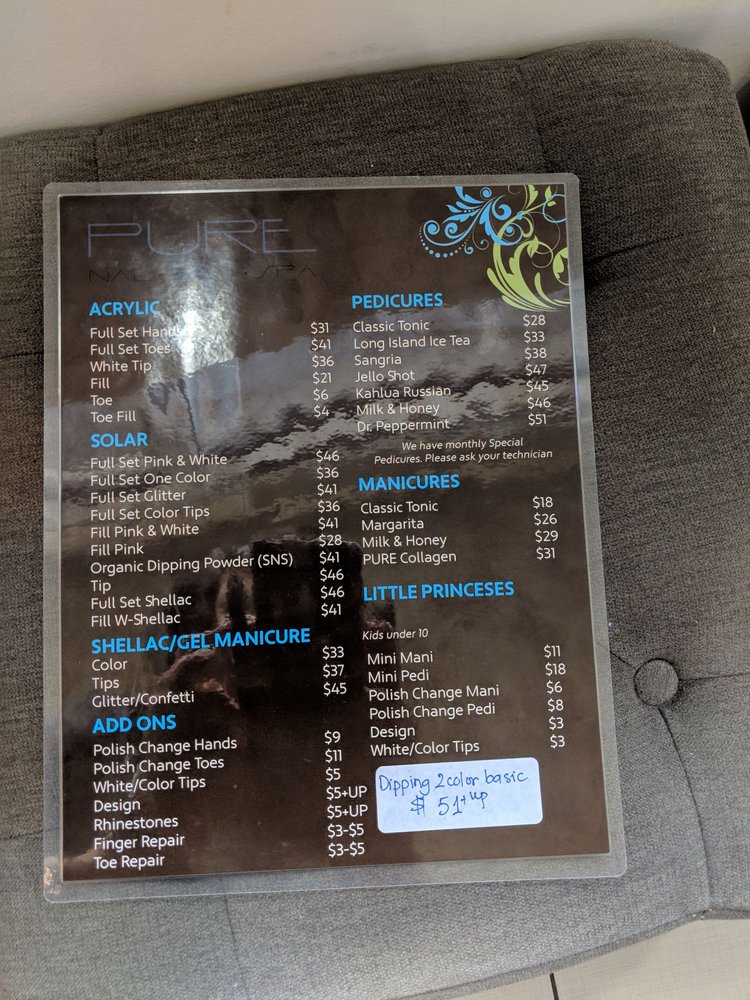 PURE
NAIL SPA
ACRYLIC
Full Set Hands $31
Full Set Toes $41
White Tip $36
Fill $21
Toe $6
Toe Fill $4
SOLAR
Full Set Pink & White $46
Full Set One Color $36
Full Set Glitter $41
Full Set Color Tips $36
Fill Pink & White $41
Fill Pink $28
Organic Dipping Powder (SNS) $41
Tip $46
Full Set Shellac $46
Fill W-Shellac $41
SHELLAC/GEL MANICURE
Color $33
Tips $37
Glitter/Confetti $45
ADD ONS
Polish Change Hands $9
Polish Change Toes $11
White/Color Tips $5
Design $5+UP
Rhinestones $5+UP
Finger Repair $3-$5
Toe Repair $3-$5
PEDICURES
Classic Tonic $28
Long Island Ice Tea $33
Sangria $38
Jello Shot $47
Kahlua Russian $45
Milk & Honey $46
Dr. Peppermint $51
We have monthly Special
Pedicures. Please ask your technician
MANICURES
Classic Tonic $18
Margarita $26
Milk & Honey $29
PURE Collagen $31
LITTLE PRINCESES
Kids under 10
Mini Mani $11
Mini Pedi $18
Polish Change Mani $6
Polish Change Pedi $8
Design $3
White/Color Tips $3
Dipping 2color basic
$ 51+up